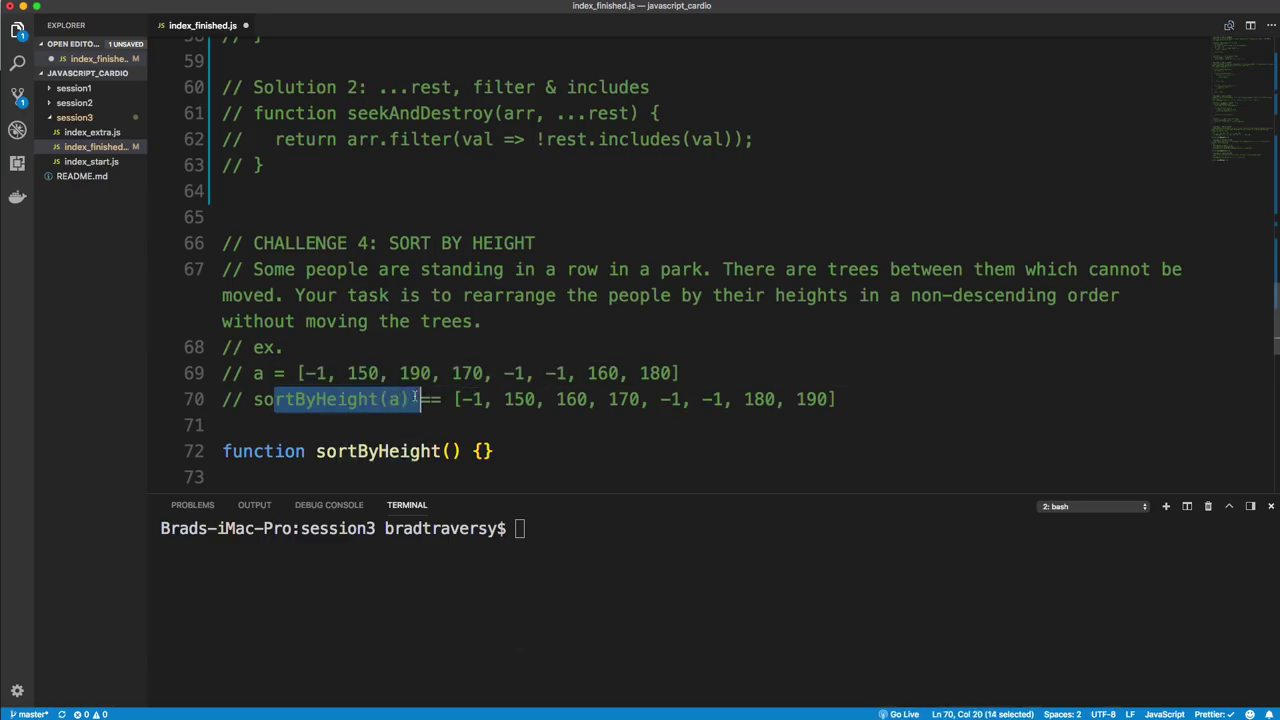 index_finished.js — javascript_cardio
EXPLORER
index_finished.js
OPEN EDITO... 1 UNSAVED
index_finishe..
JAVASCRIPT_CARDIO
session1
session2
session3
index_extra.js
index_finished... M
index_start.js
README.md
1
1
58 // }
59
60 // Solution 2: ...rest, filter & includes
61 // function seekAndDestroy(arr, ...rest) {
62 //   return arr.filter(val => !rest.includes(val));
63 // }
64
65
66 // CHALLENGE 4: SORT BY HEIGHT
67 // Some people are standing in a row in a park. There are trees between them which cannot be
moved. Your task is to rearrange the people by their heights in a non-descending order
without moving the trees.
68 // ex.
69 // a = [-1, 150, 190, 170, -1, -1, 160, 180]
70 // sortByHeight(a) == [-1, 150, 160, 170, -1, -1, 180, 190]
71
72 function sortByHeight() {}
73
PROBLEMS OUTPUT DEBUG CONSOLE TERMINAL 2: bash
Brads-iMac-Pro:session3 bradtraversy$
master* 0 0 Go Live Ln 70, Col 20 (14 selected) Spaces: 2 UTF-8 LF JavaScript Prettier: ✓